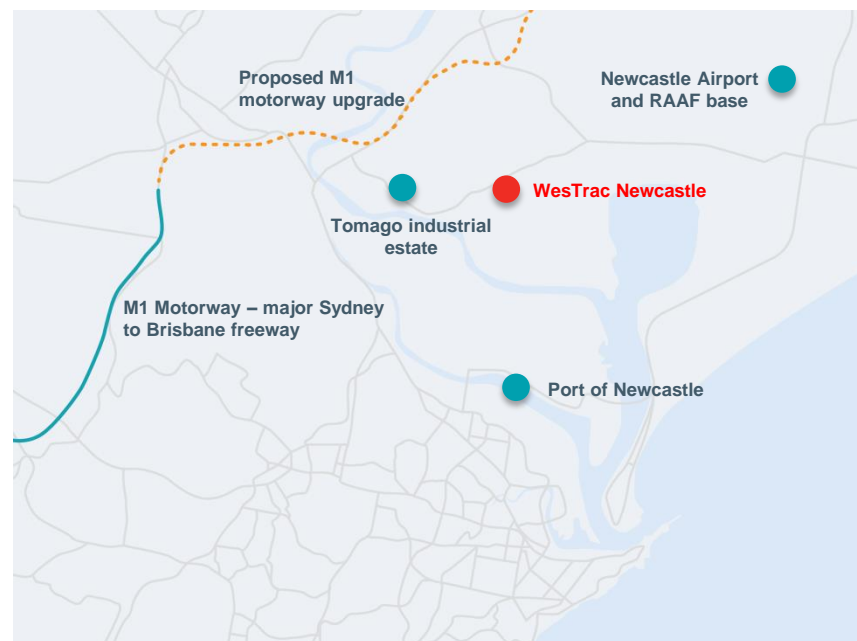 Proposed M1
motorway upgrade
Newcastle Airport
and RAAF base
WesTrac Newcastle
Tomago industrial
estate
M1 Motorway – major Sydney
to Brisbane freeway
Port of Newcastle